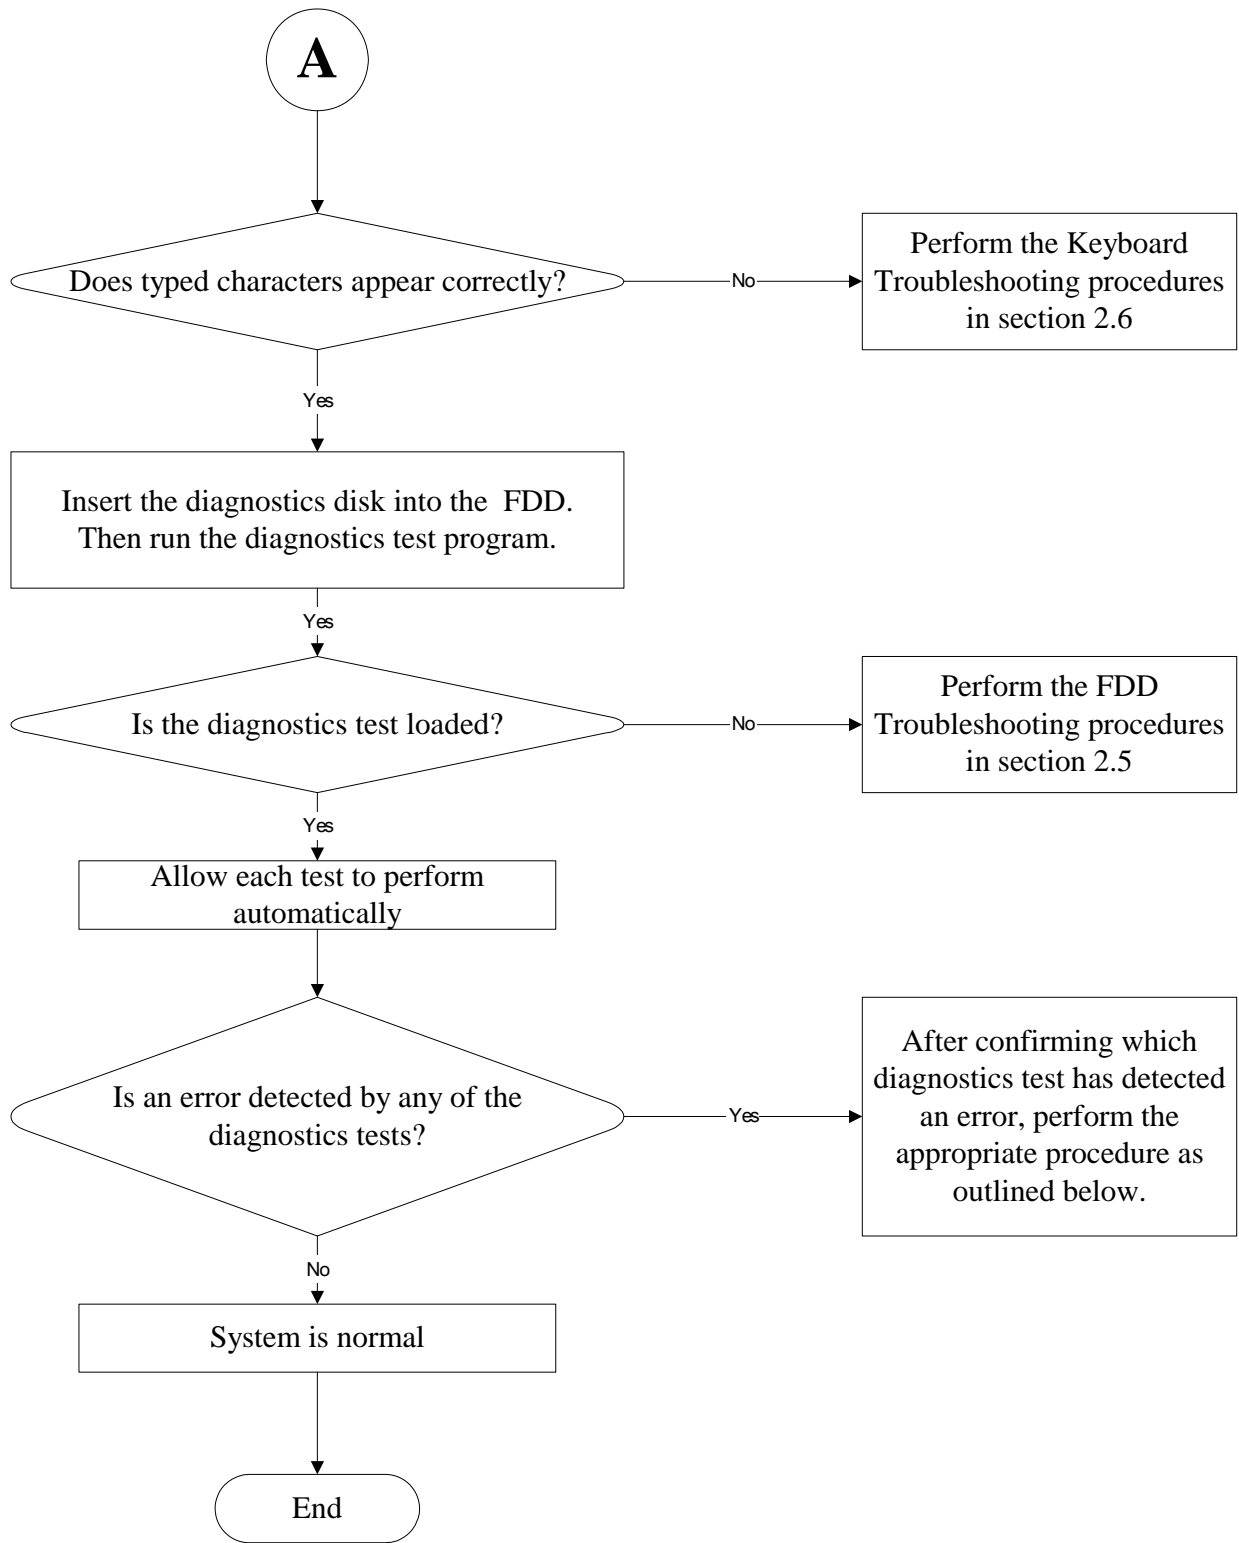 A
Does typed characters appear correctly?
No
Perform the Keyboard
Troubleshooting procedures
in section 2.6
Yes
Insert the diagnostics disk into the  FDD.
Then run the diagnostics test program.
Yes
Is the diagnostics test loaded?
No
Perform the FDD
Troubleshooting procedures
in section 2.5
Yes
Allow each test to perform
automatically
Is an error detected by any of the
diagnostics tests?
Yes
After confirming which
diagnostics test has detected
an error, perform the
appropriate procedure as
outlined below.
No
System is normal
End